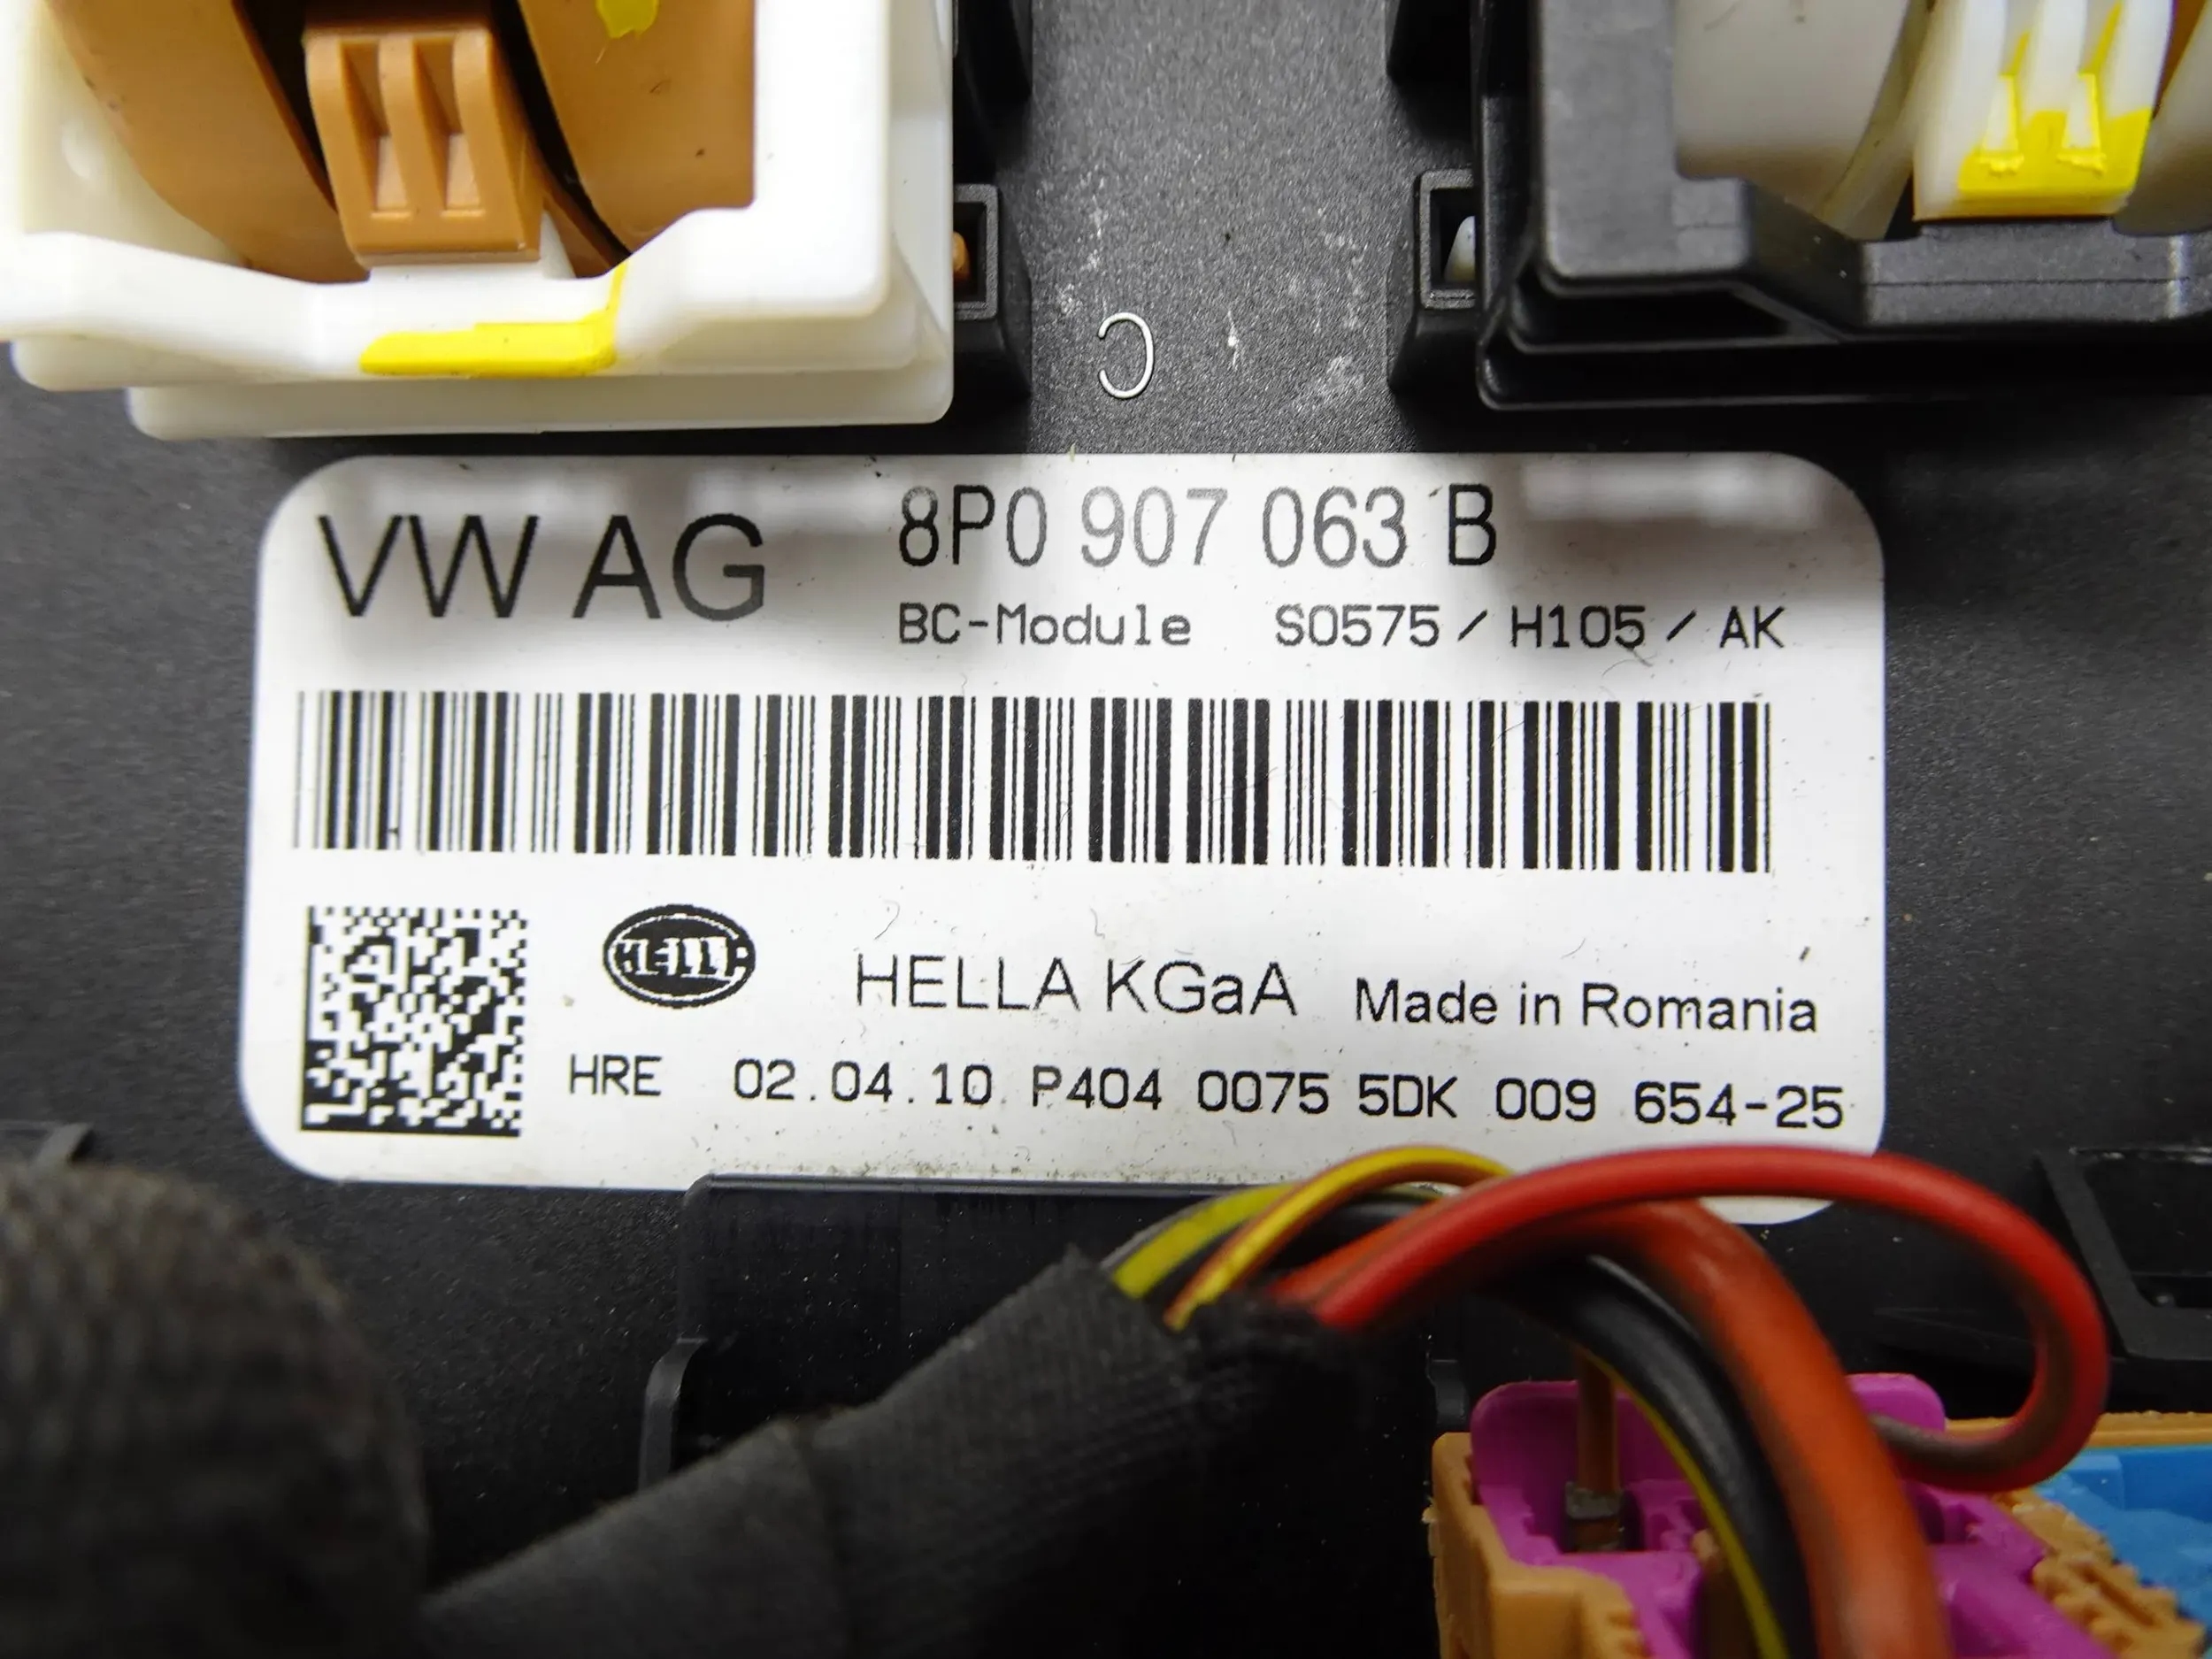 C
VW AG 8P0 907 063 B
BC-Module S0575 / H105 / AK
HELLA
HELLA KGaA Made in Romania
HRE 02.04.10 P404 0075 5DK 009 654-25